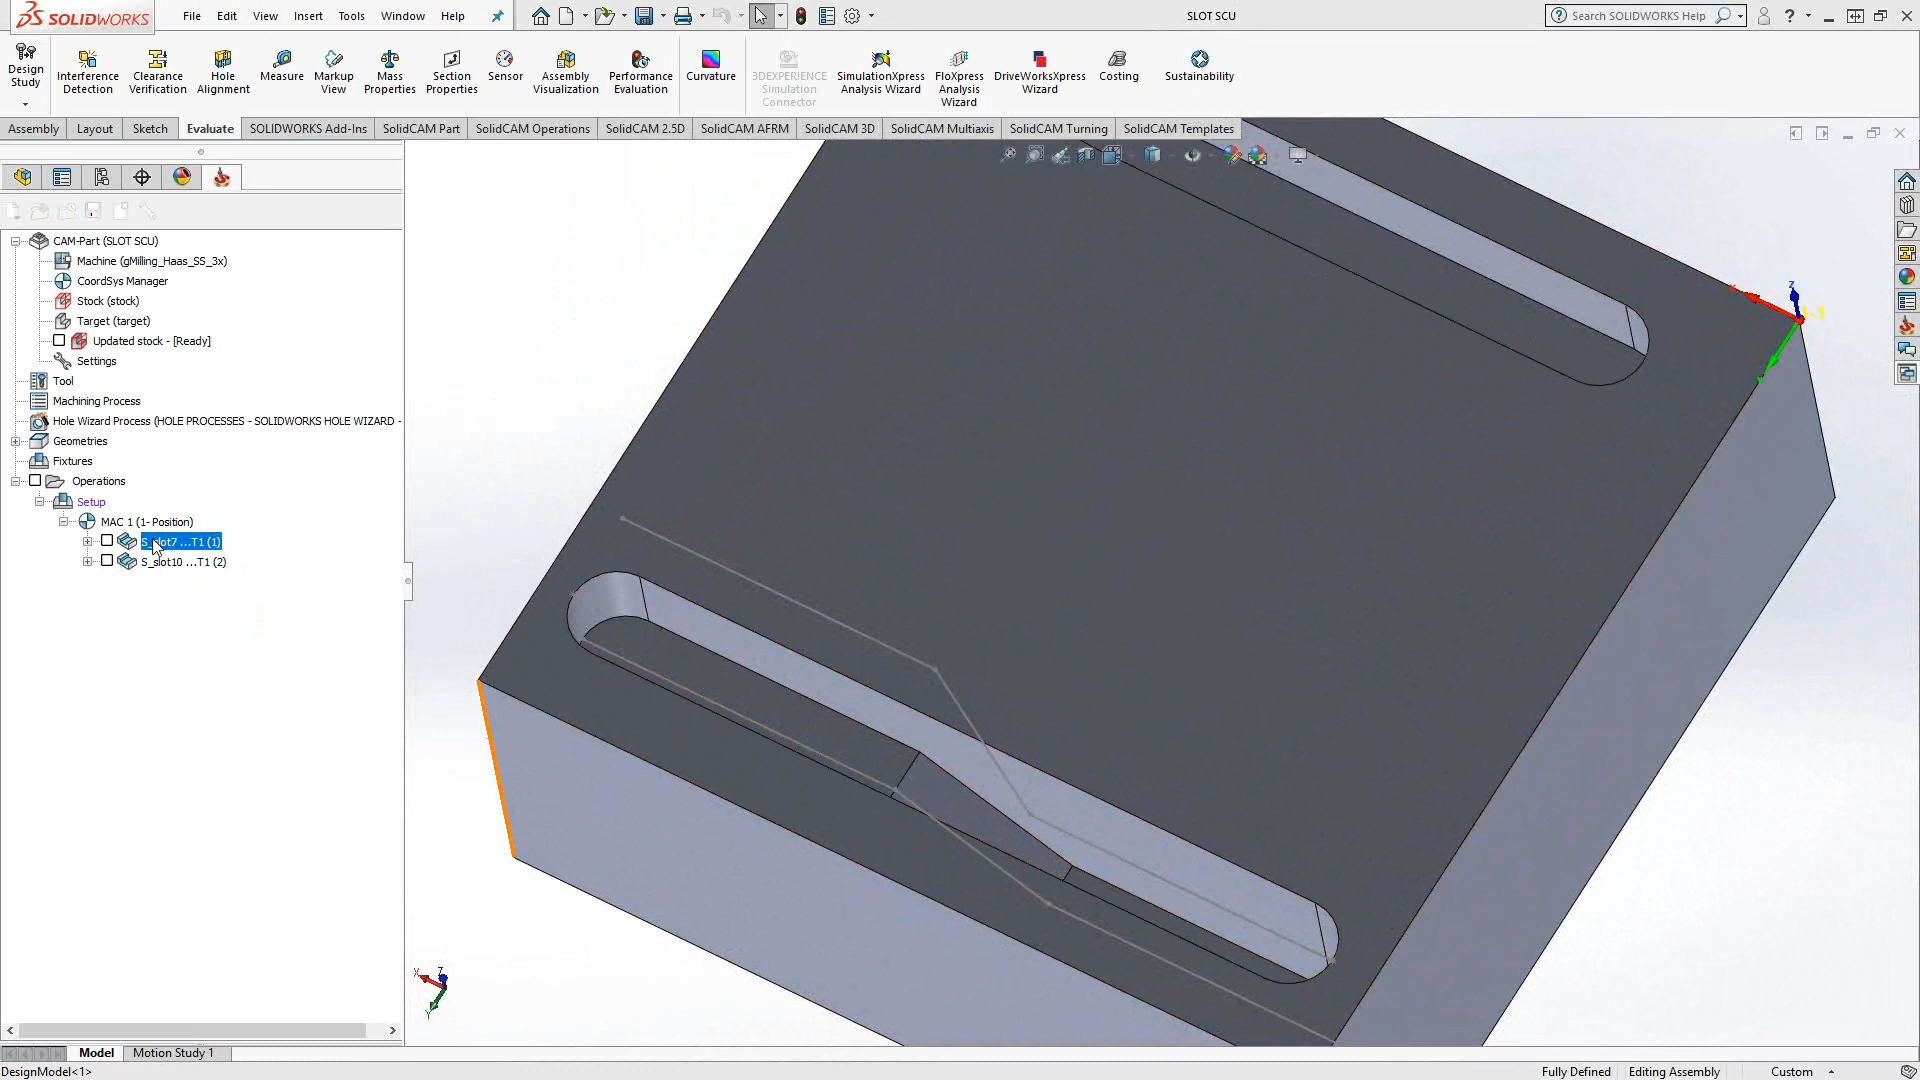 SOLIDWORKS File Edit View Insert Tools Window Help SLOT SCU Search SOLIDWORKS Help
Design Study
Interference Detection
Clearance Verification
Hole Alignment
Measure
Markup View
Mass Properties
Section Properties
Sensor
Assembly Visualization
Performance Evaluation
Curvature
3DEXPERIENCE Simulation Connector
SimulationXpress Analysis Wizard
FloXpress Analysis Wizard
DriveWorksXpress Wizard
Costing
Sustainability
Assembly Layout Sketch Evaluate SOLIDWORKS Add-Ins SolidCAM Part SolidCAM Operations SolidCAM 2.5D SolidCAM AFRM SolidCAM 3D SolidCAM Multiaxis SolidCAM Turning SolidCAM Templates
CAM-Part (SLOT SCU)
Machine (gMilling_Haas_SS_3x)
CoordSys Manager
Stock (stock)
Target (target)
Updated stock - [Ready]
Settings
Tool
Machining Process
Hole Wizard Process (HOLE PROCESSES - SOLIDWORKS HOLE WIZARD -
Geometries
Fixtures
Operations
Setup
MAC 1 (1- Position)
S_slot7 ...T1 (1)
S_slot10 ...T1 (2)
Z
X Z
Y
Model Motion Study 1
DesignModel<1> Fully Defined Editing Assembly Custom